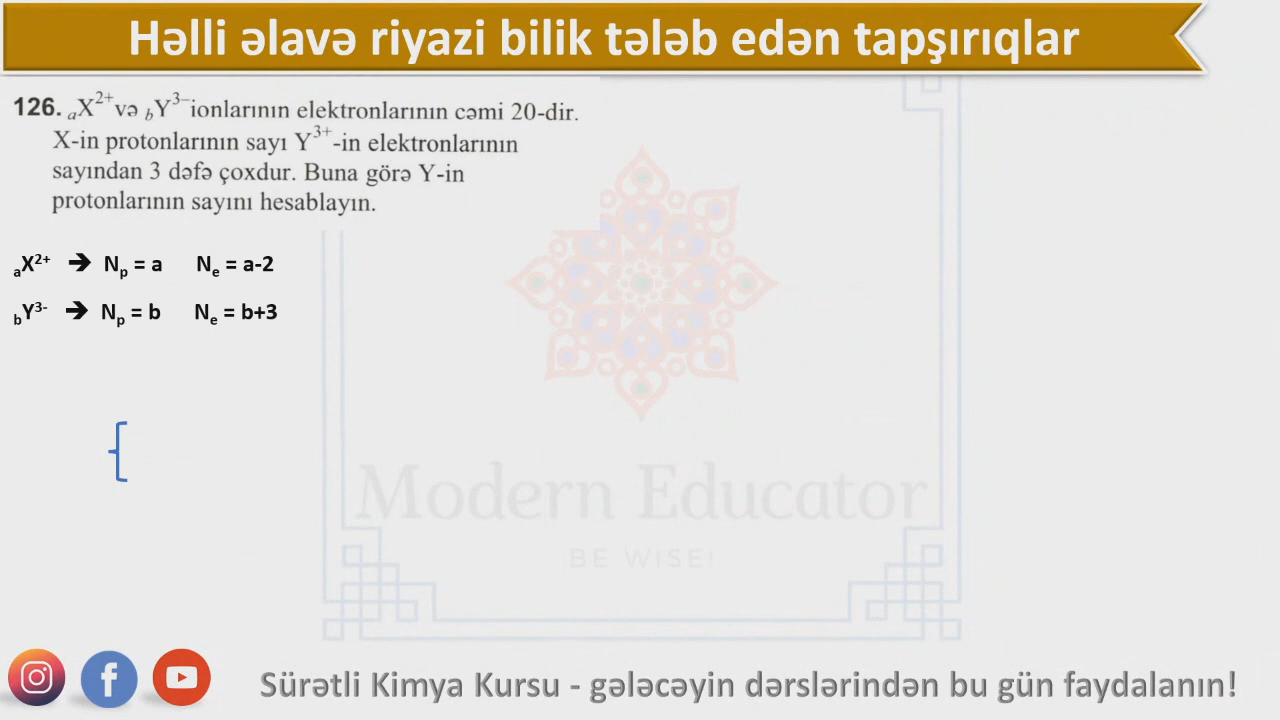 Həlli əlavə riyazi bilik tələb edən tapşırıqlar
126. ₐX²⁺və bY³⁻ionlarının elektronlarının cəmi 20-dir.
X-in protonlarının sayı Y³⁺-in elektronlarının
sayından 3 dəfə çoxdur. Buna görə Y-in
protonlarının sayını hesablayın.
ₐX²⁺ ➔ Nₚ = a Nₑ = a-2
bY³⁻ ➔ Nₚ = b Nₑ = b+3
{
Modern Educator
BE WISE!
Sürətli Kimya Kursu - gələcəyin dərslərindən bu gün faydalanın!